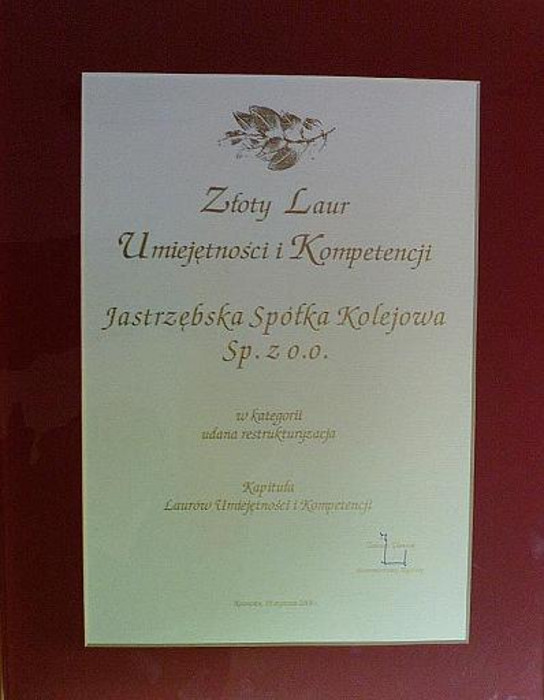 Złoty Laur
Umiejętności i Kompetencji
Jastrzębska Spółka Kolejowa
Sp. z o.o.
w kategorii
udana restrukturyzacja
Kapituła
Laurów Umiejętności i Kompetencji